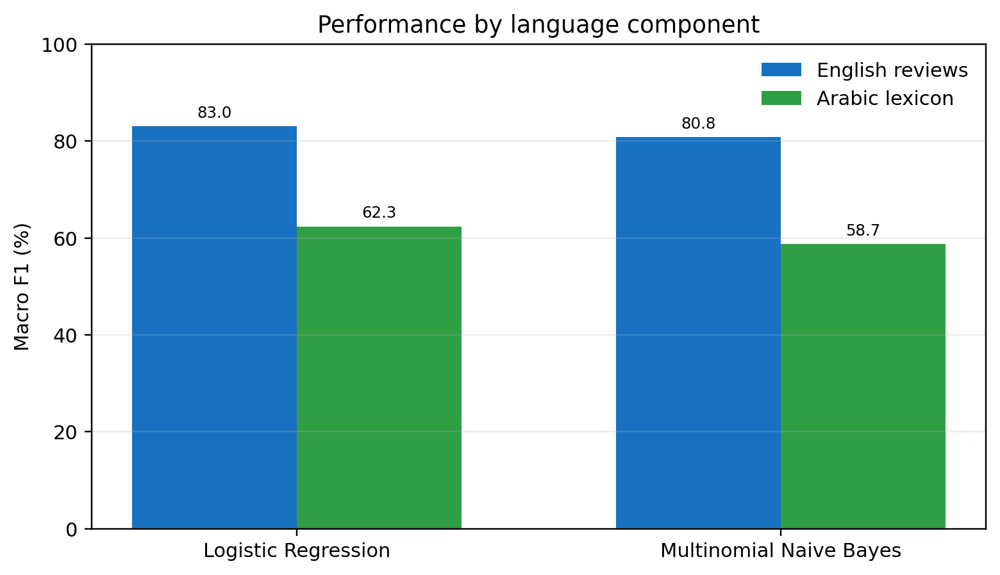 Performance by language component
100
80
60
40
20
0
Macro F1 (%)
English reviews
Arabic lexicon
83.0
62.3
80.8
58.7
Logistic Regression
Multinomial Naive Bayes